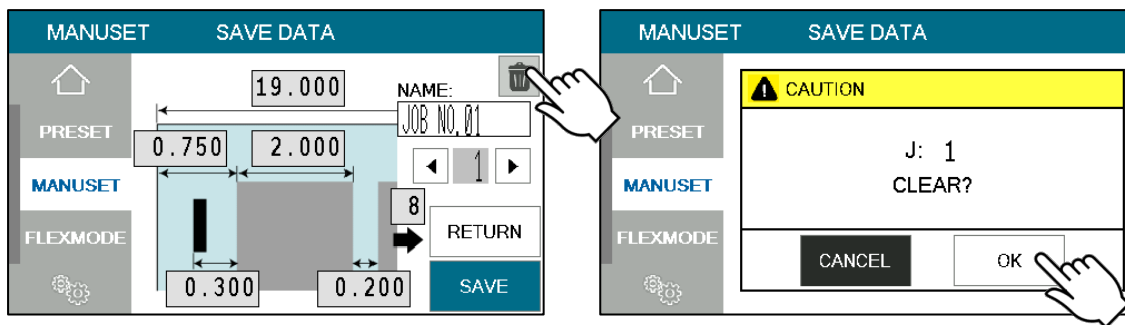 MANUSET SAVE DATA
19.000
NAME:
JOB NO.01
PRESET
0.750 2.000
1
MANUSET
8
FLEXMODE
RETURN
0.300 0.200
SAVE
MANUSET SAVE DATA
CAUTION
PRESET
J: 1
MANUSET
CLEAR?
FLEXMODE
CANCEL OK